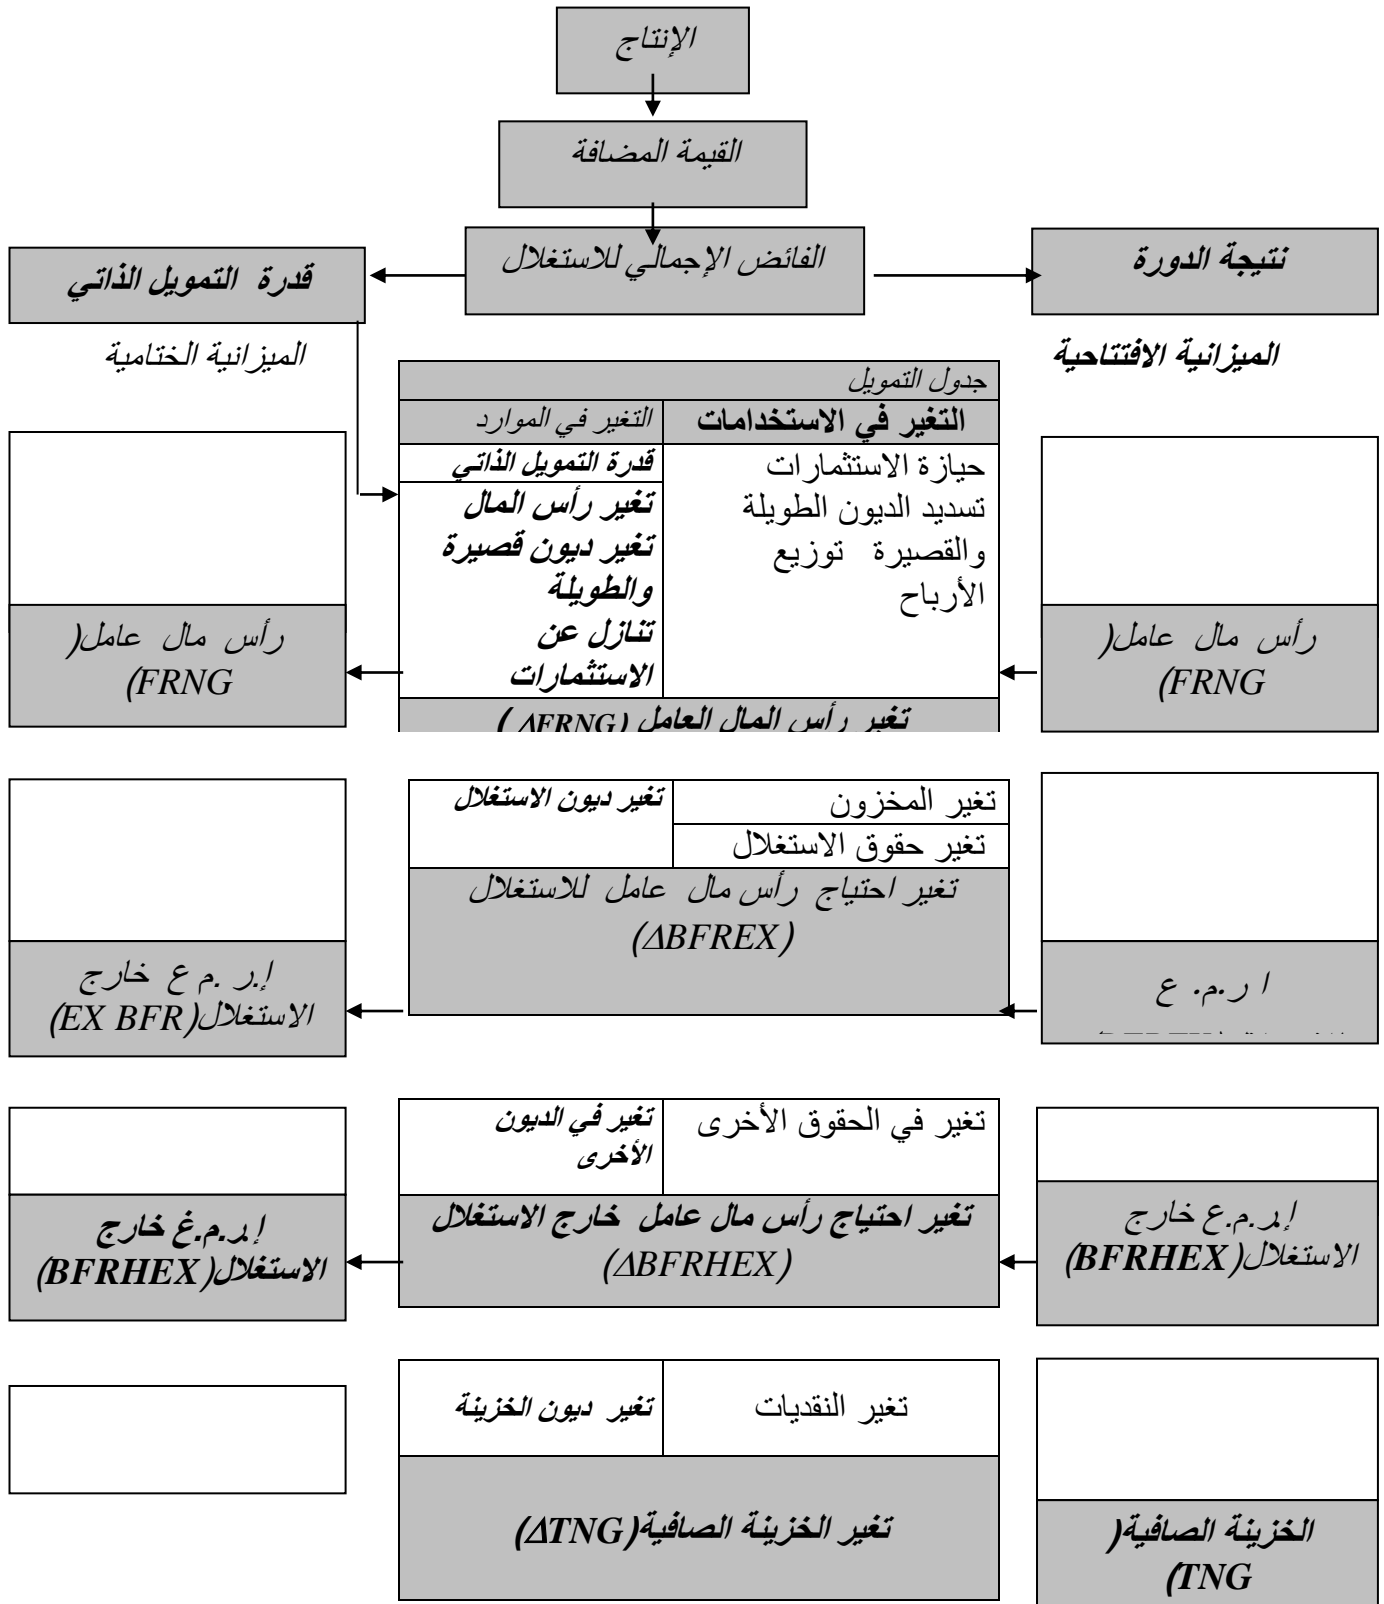 الإنتاج
القيمة المضافة
الفائض الإجمالي للاستغلال
نتيجة الدورة
قدرة التمويل الذاتي
الميزانية الافتتاحية
الميزانية الختامية
جدول التمويل
التغير في الاستخدامات
التغير في الموارد
حيازة الاستثمارات
تسديد الديون الطويلة
والقصيرة توزيع
الأرباح
قدرة التمويل الذاتي
تغير رأس المال
تغير ديون قصيرة
والطويلة
تنازل عن
الاستثمارات
تغير رأس المال العامل (ΔFRNG )
رأس مال عامل(
FRNG)
رأس مال عامل(
FRNG)
تغير المخزون
تغير حقوق الاستغلال
تغير ديون الاستغلال
تغير احتياج رأس مال عامل للاستغلال
(ΔBFREX)
ا ر.م. ع
إ.ر .م ع خارج
الاستغلال(EX BFR)
تغير في الحقوق الأخرى
تغير في الديون
الأخرى
تغير احتياج رأس مال عامل خارج الاستغلال
(ΔBFRHEX)
إ.ر.م.ع خارج
الاستغلال(BFRHEX)
إ.ر.م.غ خارج
الاستغلال(BFRHEX)
تغير النقديات
تغير ديون الخزينة
تغير الخزينة الصافية(ΔTNG)
الخزينة الصافية(
TNG)